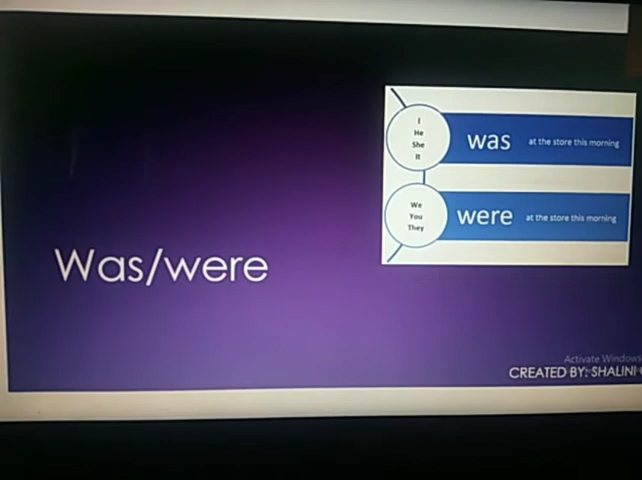 I
He
She
It
was at the store this morning
We
You
They
were at the store this morning
Was/were
Activate Windows
CREATED BY: SHALINI